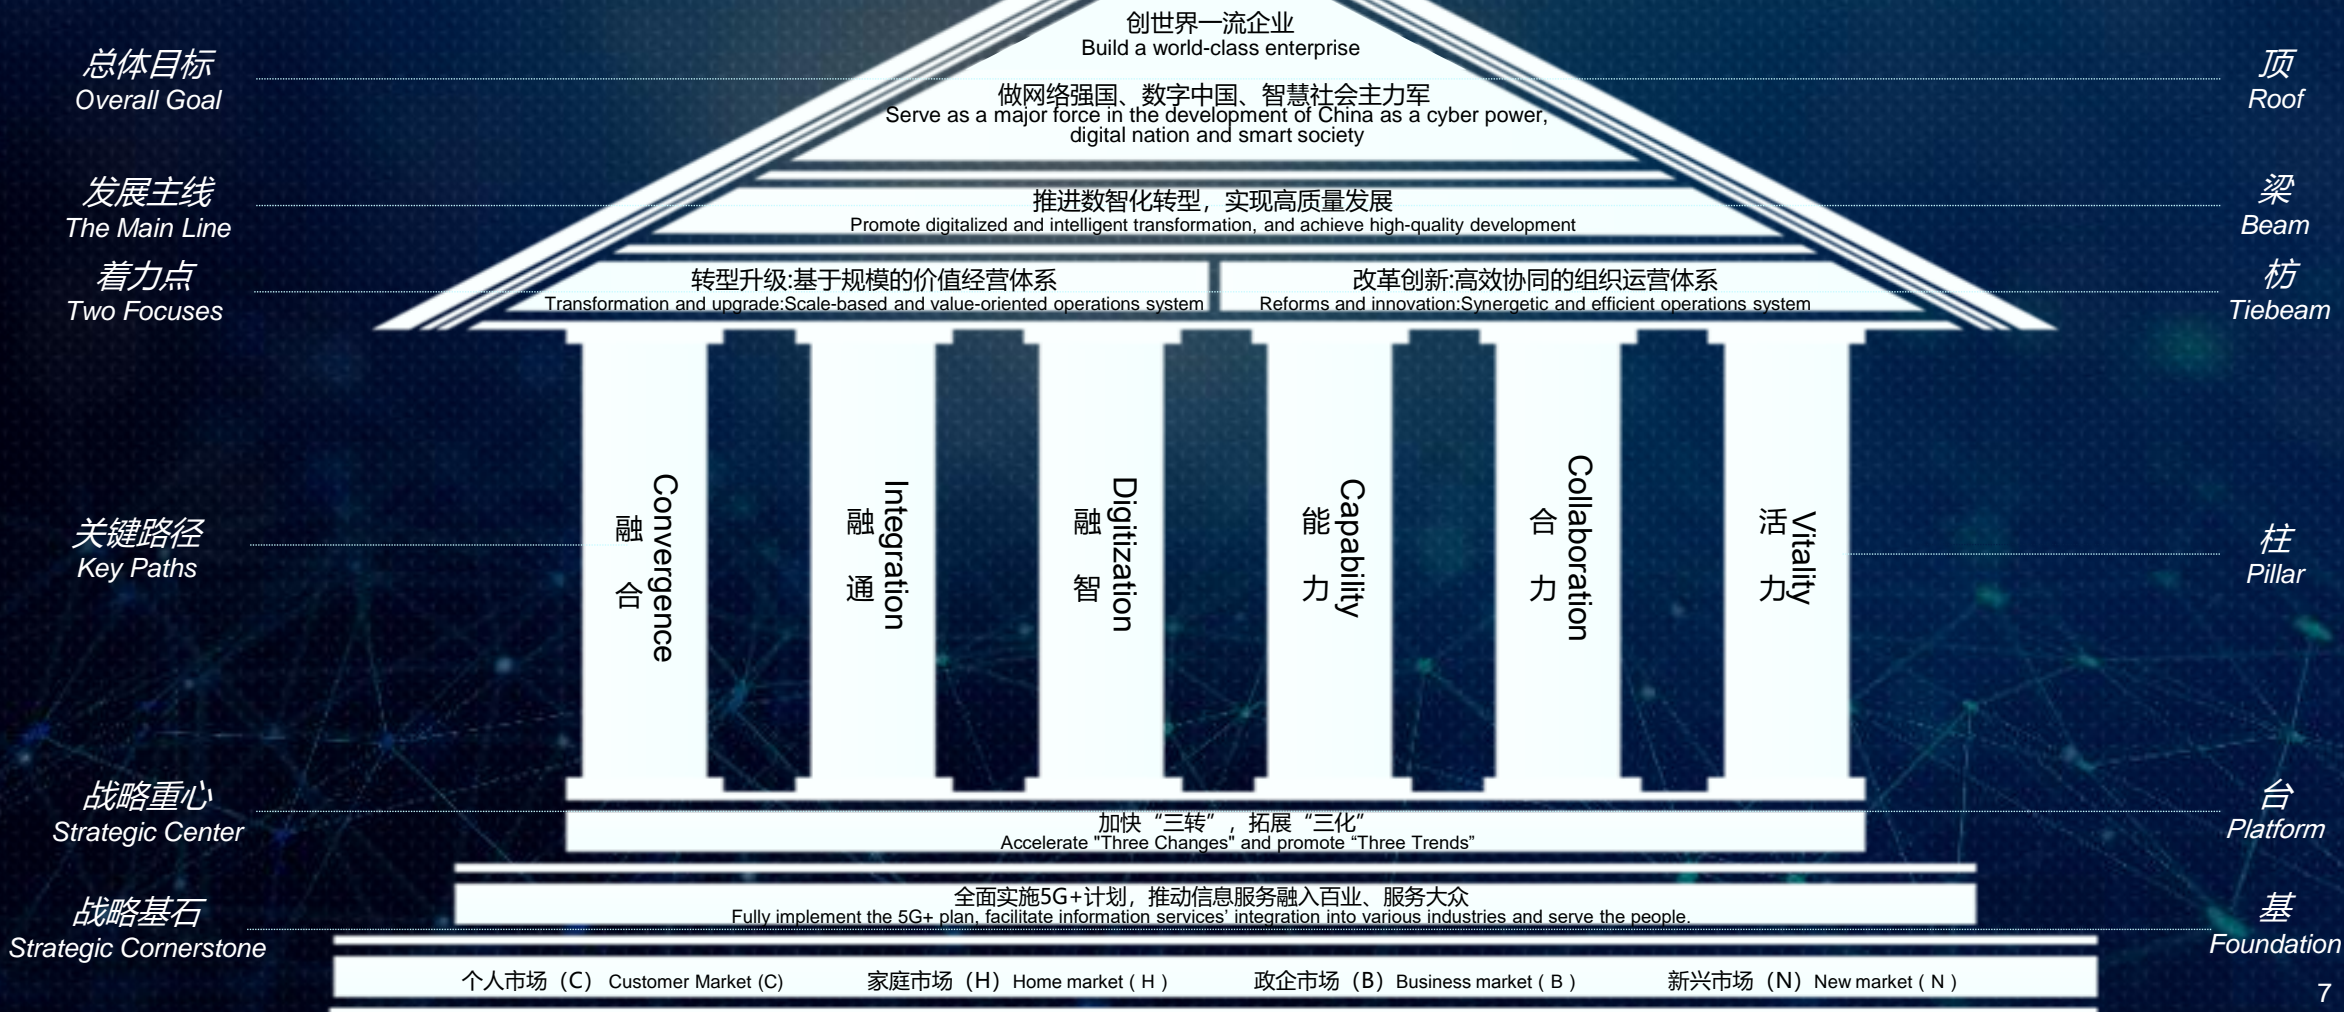 创世界一流企业
Build a world-class enterprise
总体目标
Overall Goal
做网络强国、数字中国、智慧社会主力军
Serve as a major force in the development of China as a cyber power,
digital nation and smart society
顶
Roof
发展主线
The Main Line
推进数智化转型，实现高质量发展
Promote digitalized and intelligent transformation, and achieve high-quality development
梁
Beam
着力点
Two Focuses
转型升级:基于规模的价值经营体系
Transformation and upgrade:Scale-based and value-oriented operations system
改革创新:高效协同的组织运营体系
Reforms and innovation:Synergetic and efficient operations system
枋
Tiebeam
关键路径
Key Paths
融合
Convergence
融通
Integration
融智
Digitization
能力
Capability
合力
Collaboration
活力
Vitality
柱
Pillar
战略重心
Strategic Center
加快“三转”, 拓展“三化”
Accelerate "Three Changes" and promote “Three Trends”
台
Platform
战略基石
Strategic Cornerstone
全面实施5G+计划，推动信息服务融入百业、服务大众
Fully implement the 5G+ plan, facilitate information services’ integration into various industries and serve the people.
基
Foundation
个人市场（C） Customer Market (C)
家庭市场（H）Home market ( H )
政企市场（B）Business market ( B )
新兴市场（N）New market ( N )
7